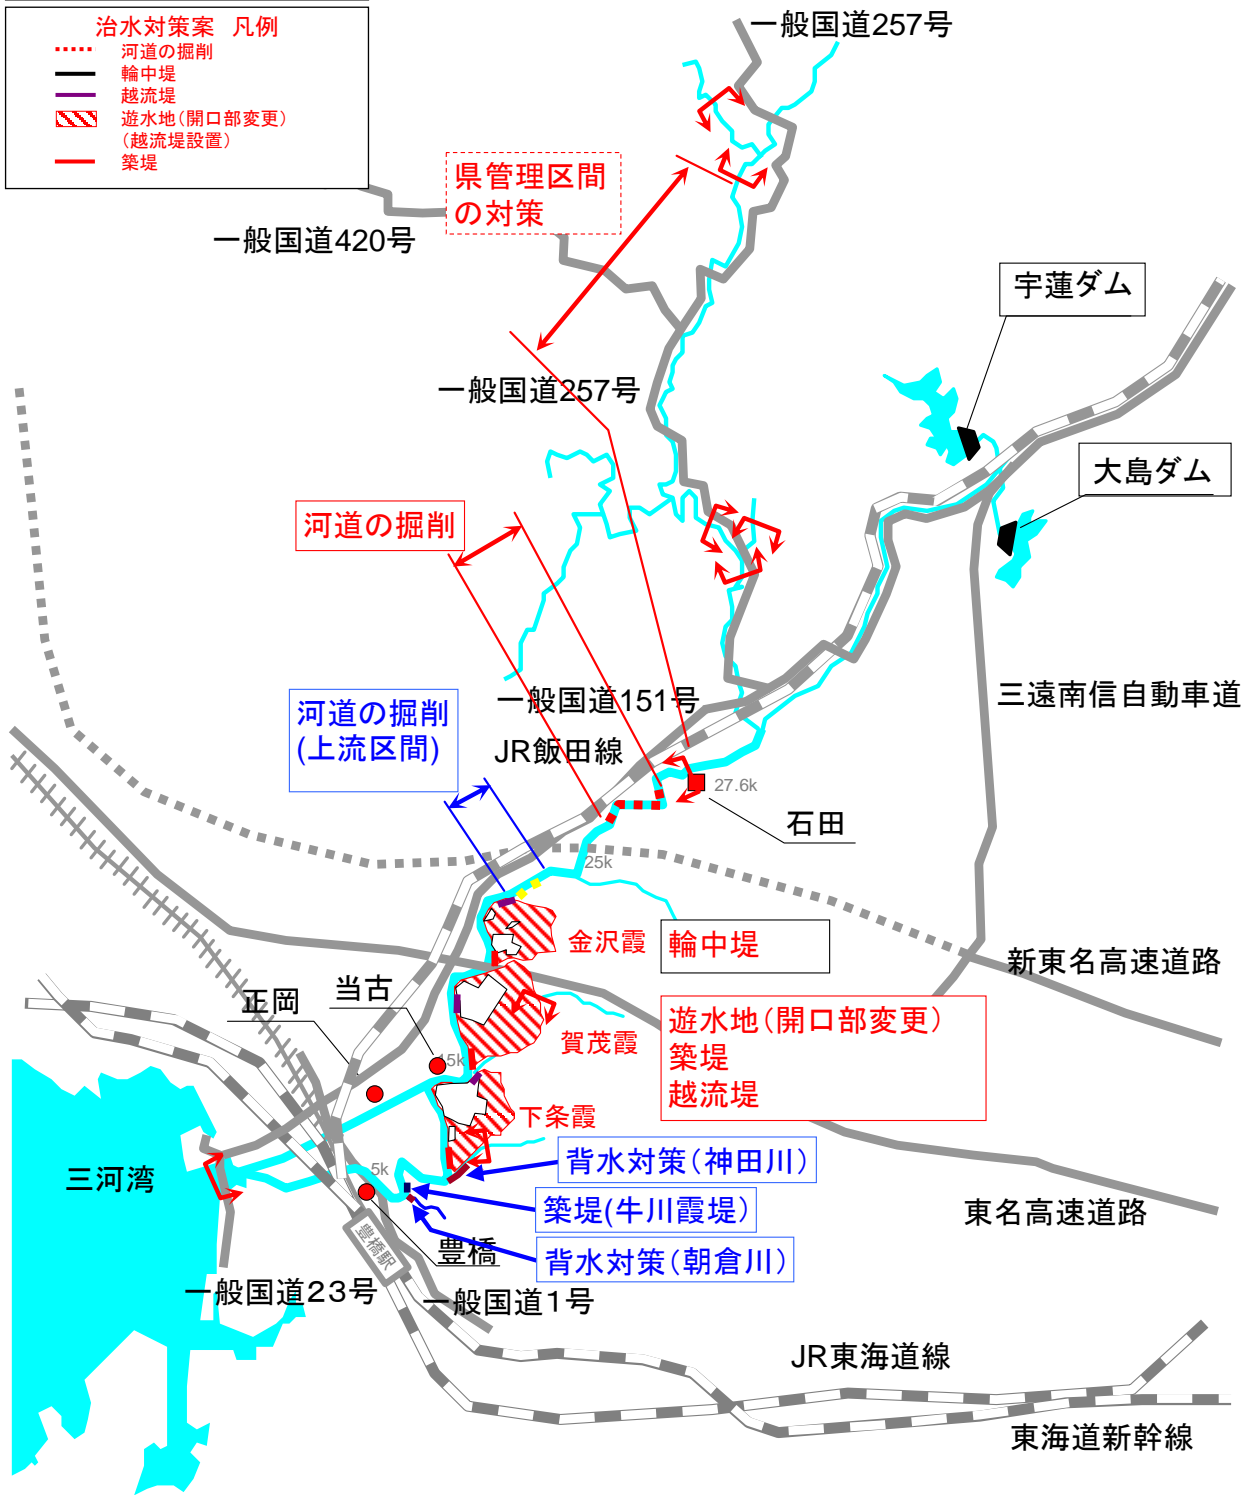 治水対策案 凡例
河道の掘削
輪中堤
越流堤
遊水地(開口部変更)
(越流堤設置)
築堤
一般国道257号
県管理区間
の対策
一般国道420号
宇蓮ダム
一般国道257号
大島ダム
河道の掘削
三遠南信自動車道
一般国道151号
河道の掘削
(上流区間)
JR飯田線
27.6k
石田
25k
金沢霞
輪中堤
新東名高速道路
当古
正岡
遊水地(開口部変更)
築堤
越流堤
賀茂霞
15k
下条霞
背水対策(神田川)
三河湾
5k
築堤(牛川霞堤)
東名高速道路
豊橋
豊橋駅
背水対策(朝倉川)
一般国道23号
一般国道1号
JR東海道線
東海道新幹線